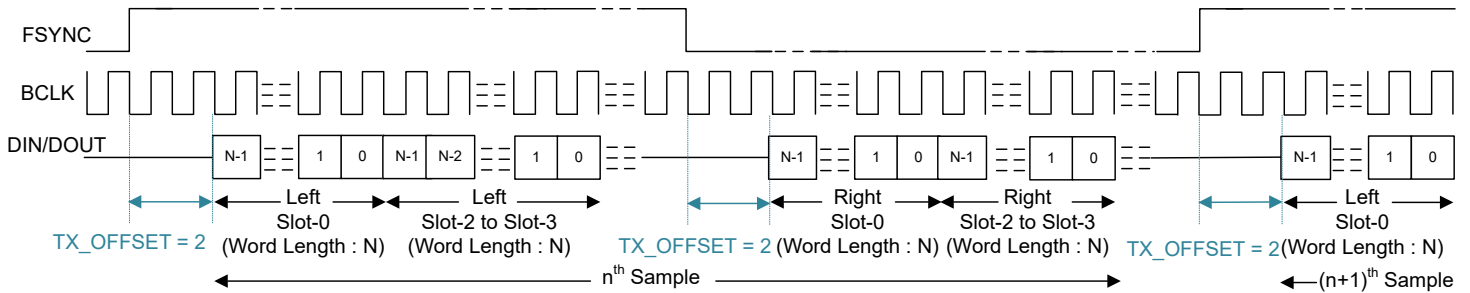 FSYNC
BCLK
DIN/DOUT
N-1 1 0 N-1 N-2 1 0 N-1 1 0 N-1 1 0 N-1 1 0
Left Left Right Right Left
Slot-0 Slot-2 to Slot-3 Slot-0 Slot-2 to Slot-3 Slot-0
TX_OFFSET = 2 (Word Length : N) (Word Length : N) TX_OFFSET = 2 (Word Length : N) (Word Length : N) TX_OFFSET = 2 (Word Length : N)
nth Sample (n+1)th Sample